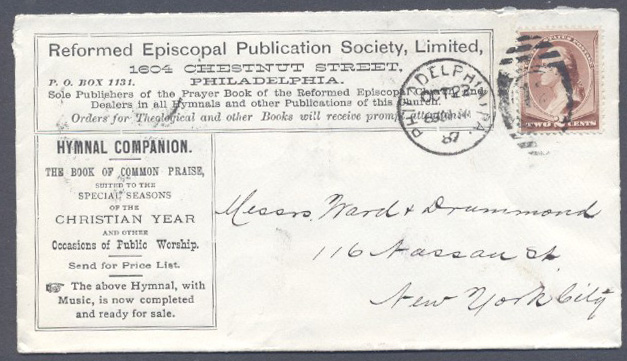 Reformed Episcopal Publication Society, Limited,
1604 CHESTNUT STREET,
P. O. BOX 1131. PHILADELPHIA.
Sole Publishers of the Prayer Book of the Reformed Episcopal Church and
Dealers in all Hymnals and other Publications of this Church.
Orders for Theological and other Books will receive prompt attention.
PHILADELPHIA, PA.
OCT 22
87
TWO 2 CENTS
HYMNAL COMPANION.
THE BOOK OF COMMON PRAISE,
SUITED TO THE
SPECIAL SEASONS
OF THE
CHRISTIAN YEAR
AND OTHER
Occasions of Public Worship.
Send for Price List.
☞ The above Hymnal, with
Music, is now completed
and ready for sale.
Messrs. Ward & Drummond
116 Nassau St
New York City